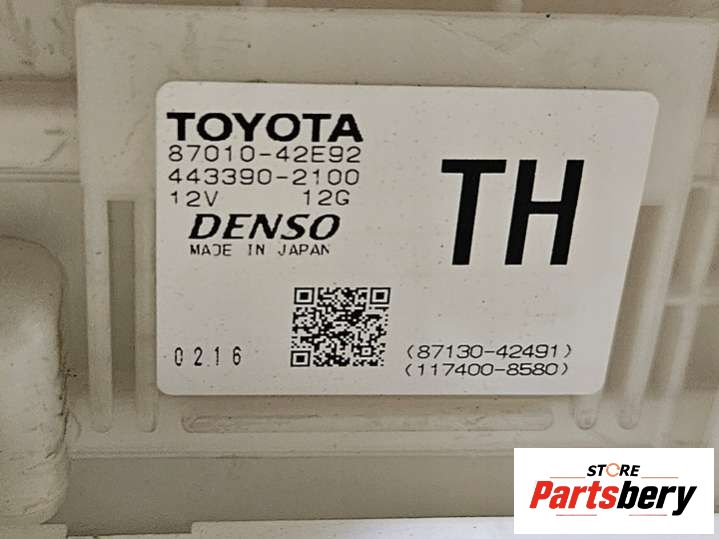 TOYOTA
87010-42E92
443390-2100
12V 12G
DENSO
MADE IN JAPAN
TH
0216
(87130-42491)
(117400-8580)
STORE
Partsbery